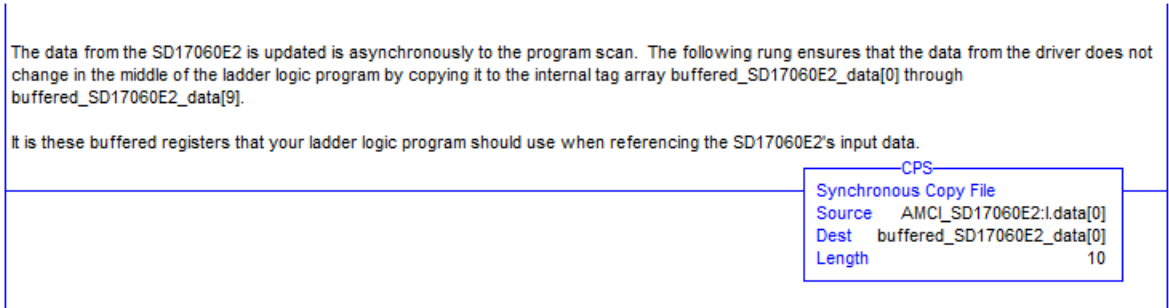 The data from the SD17060E2 is updated is asynchronously to the program scan. The following rung ensures that the data from the driver does not
change in the middle of the ladder logic program by copying it to the internal tag array buffered_SD17060E2_data[0] through
buffered_SD17060E2_data[9].
It is these buffered registers that your ladder logic program should use when referencing the SD17060E2's input data.
CPS
Synchronous Copy File
Source AMCI_SD17060E2:I.data[0]
Dest buffered_SD17060E2_data[0]
Length 10